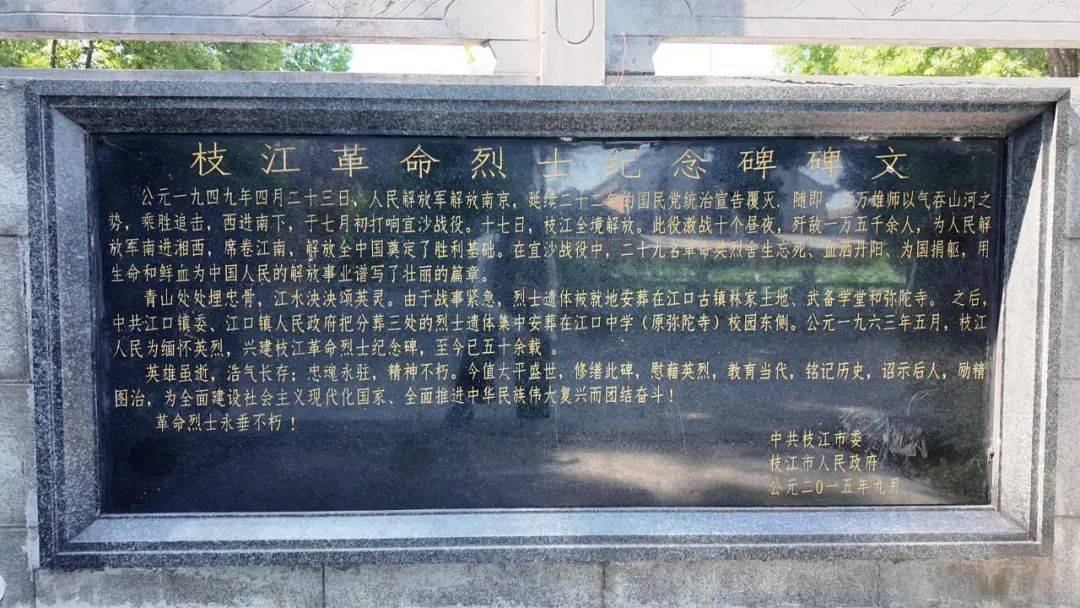 枝江革命烈士纪念碑碑文
公元一九四九年四月二十三日，人民解放军解放南京，延续二十二年的国民党统治宣告覆灭．随即，万雄师以气吞山河之
势，乘胜追击，西进南下，于七月初打响宜沙战役。十七日，枝江全境解放。此役激战十个昼夜，歼敌一万五千余人，为人民解
放军南进湘西，席卷江南，解放全中国奠定了胜利基础。在宜沙战役中，二十九名革命英烈舍生忘死、血洒丹阳、为国捐躯，用
生命和鲜血为中国人民的解放事业谱写了壮丽的篇章。
青山处处埋忠骨，江水泱泱颂英灵。由于战事紧急，烈士遗体被就地安葬在江口古镇林家土地、武备学堂和弥陀寺。之后，
中共江口镇委、江口镇人民政府把分葬三处的烈士遗体集中安葬在江口中学（原弥陀寺）校园东侧。公元一九六三年五月，枝江
人民为缅怀英烈，兴建枝江革命烈士纪念碑，至今已五十余载。
英雄虽逝，浩气长存；忠魂永驻，精神不朽。今值太平盛世，修缮此碑，慰藉英烈，教育当代，铭记历史，诏示后人，励精
图治，为全面建设社会主义现代化国家、全面推进中华民族伟大复兴而团结奋斗！
革命烈士永垂不朽！
中共枝江市委
枝江市人民政府
公元二0一五年九月